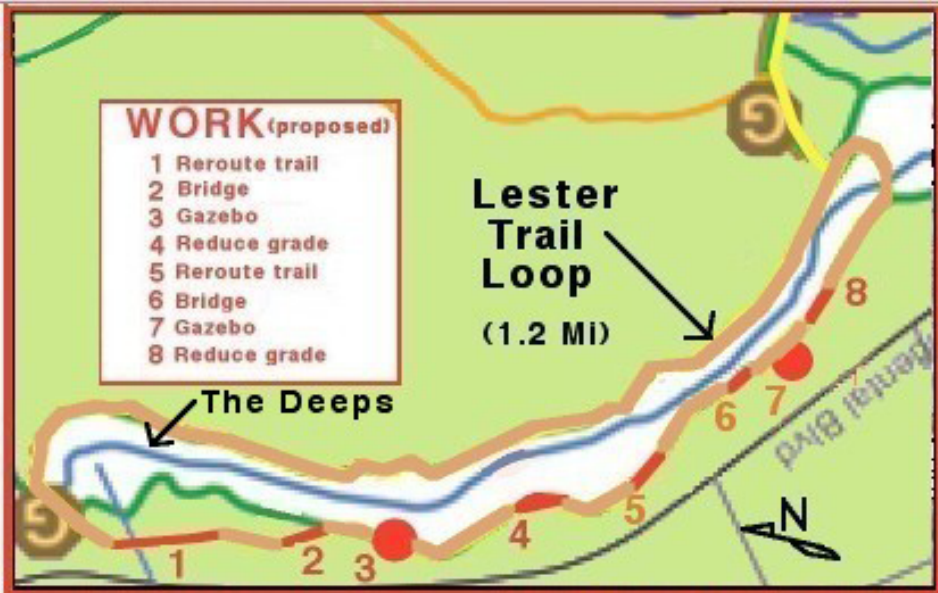 WORK(proposed)
1 Reroute trail
2 Bridge
3 Gazebo
4 Reduce grade
5 Reroute trail
6 Bridge
7 Gazebo
8 Reduce grade
Lester
Trail
Loop
(1.2 Mi)
The Deeps
G
G
8
7
6
5
4
3
2
1
Blvd
N